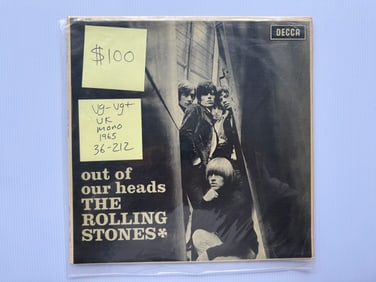 $100
DECCA
vg-vg+
UK
mono
1965
36-212
out of
our heads
THE
ROLLING
STONES*